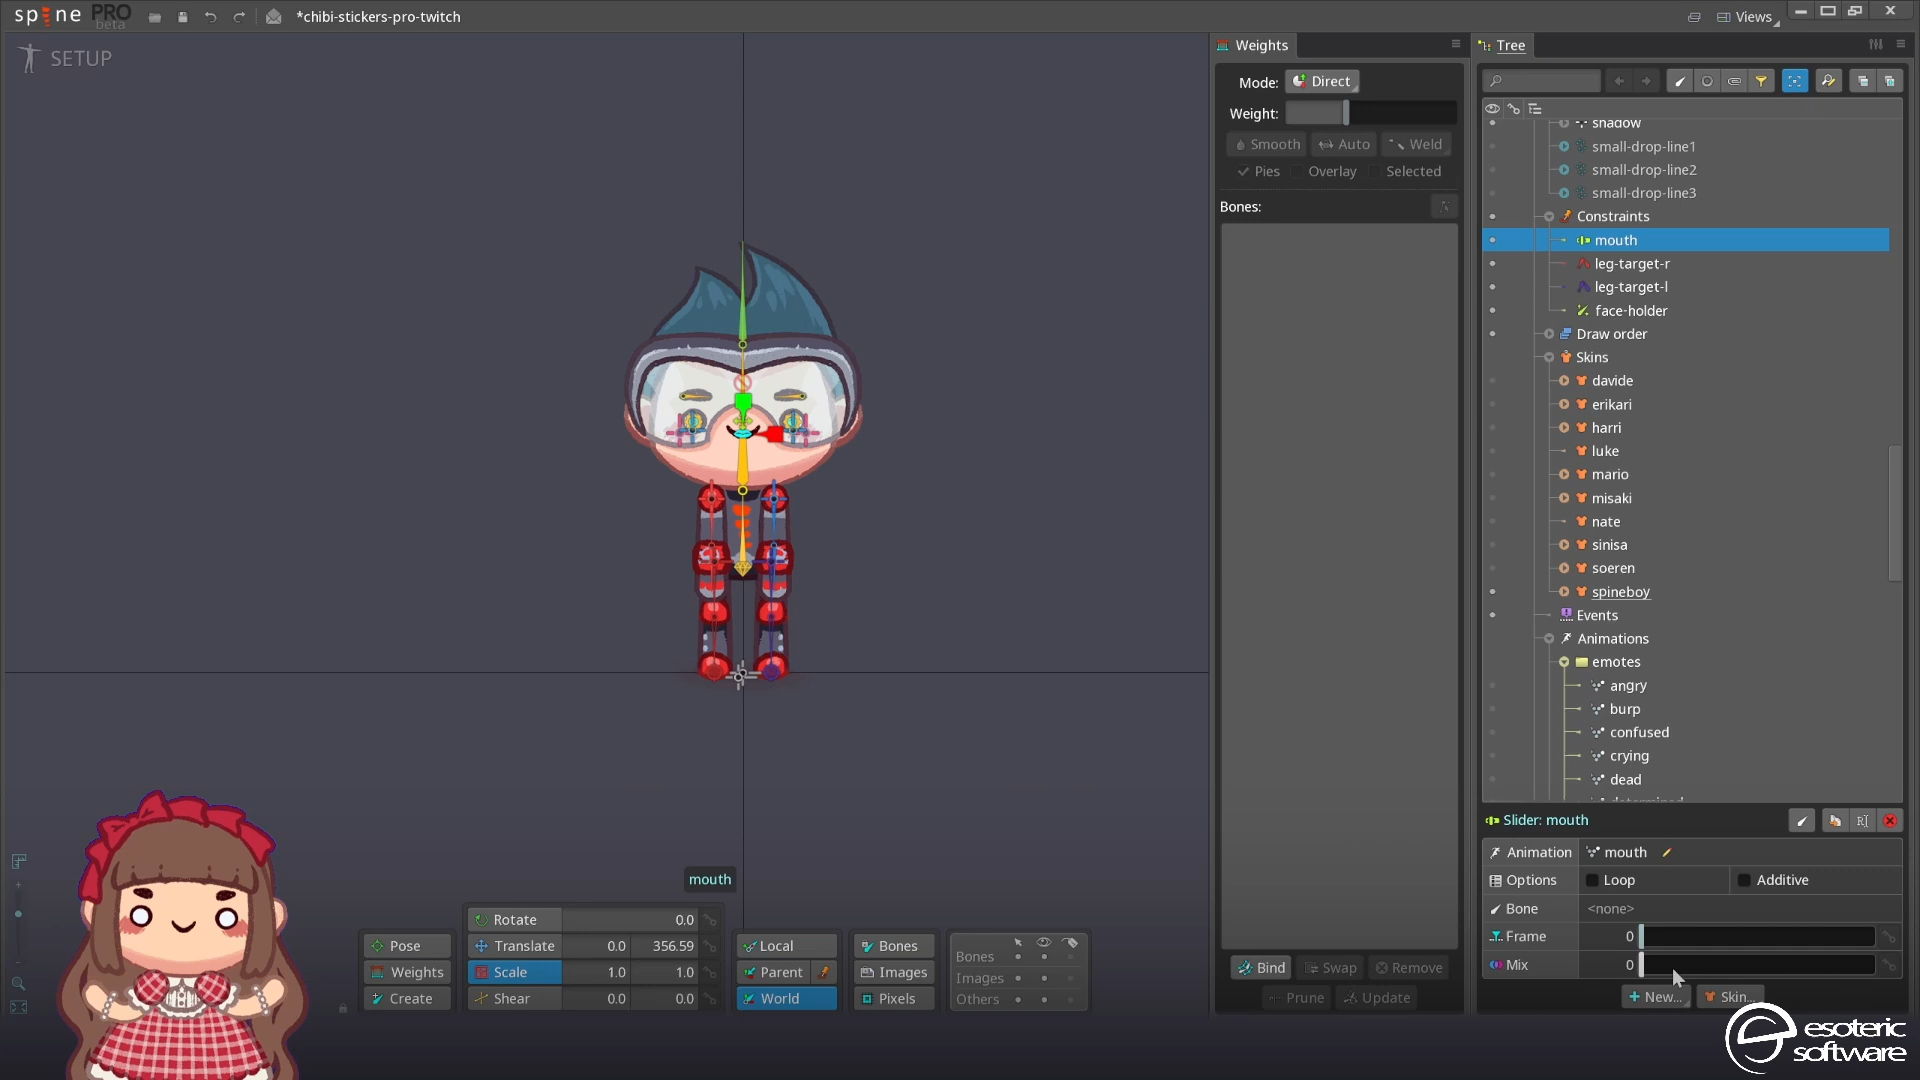 spine PRO beta
*chibi-stickers-pro-twitch
Views
SETUP
Weights
Tree
Mode: Direct
Weight:
Smooth Auto Weld
Pies Overlay Selected
Bones:
shadow
small-drop-line1
small-drop-line2
small-drop-line3
Constraints
mouth
leg-target-r
leg-target-l
face-holder
Draw order
Skins
davide
erikari
harri
luke
mario
misaki
nate
sinisa
soeren
spineboy
Events
Animations
emotes
angry
burp
confused
crying
dead
Slider: mouth
Animation mouth
Options Loop Additive
Bone <none>
Frame 0
Mix 0
New... Skin...
mouth
Pose
Weights
Create
Rotate 0.0
Translate 0.0 356.59
Scale 1.0 1.0
Shear 0.0 0.0
Local
Parent
World
Bones
Images
Pixels
Bones
Images
Others
Bind Swap Remove
Prune Update
esoteric
software